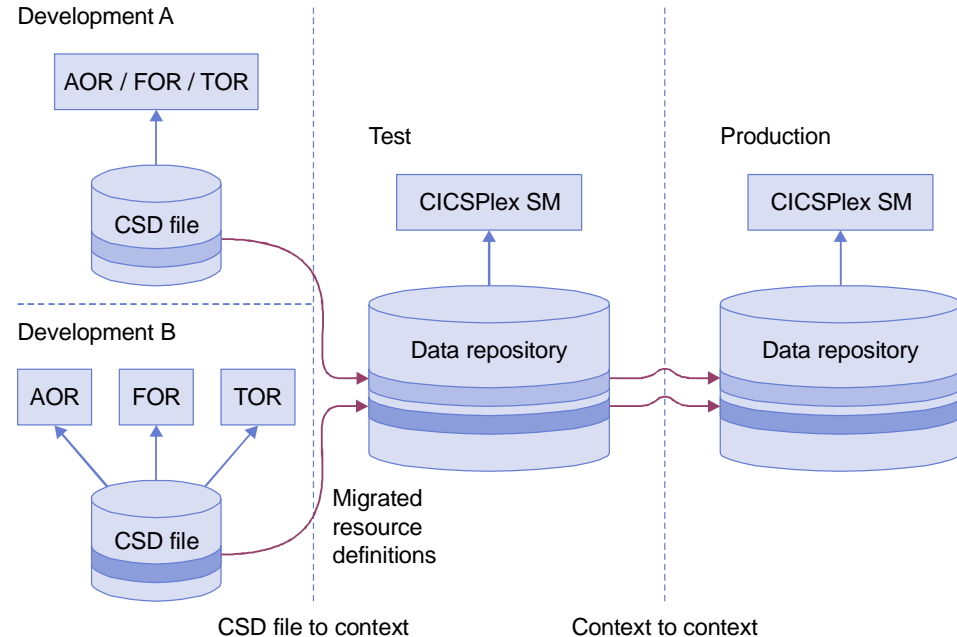 Development A
AOR / FOR / TOR
CSD file
Development B
AOR
FOR
TOR
CSD file
Migrated
resource
definitions
Test
CICSPlex SM
Data repository
Production
CICSPlex SM
Data repository
CSD file to context
Context to context